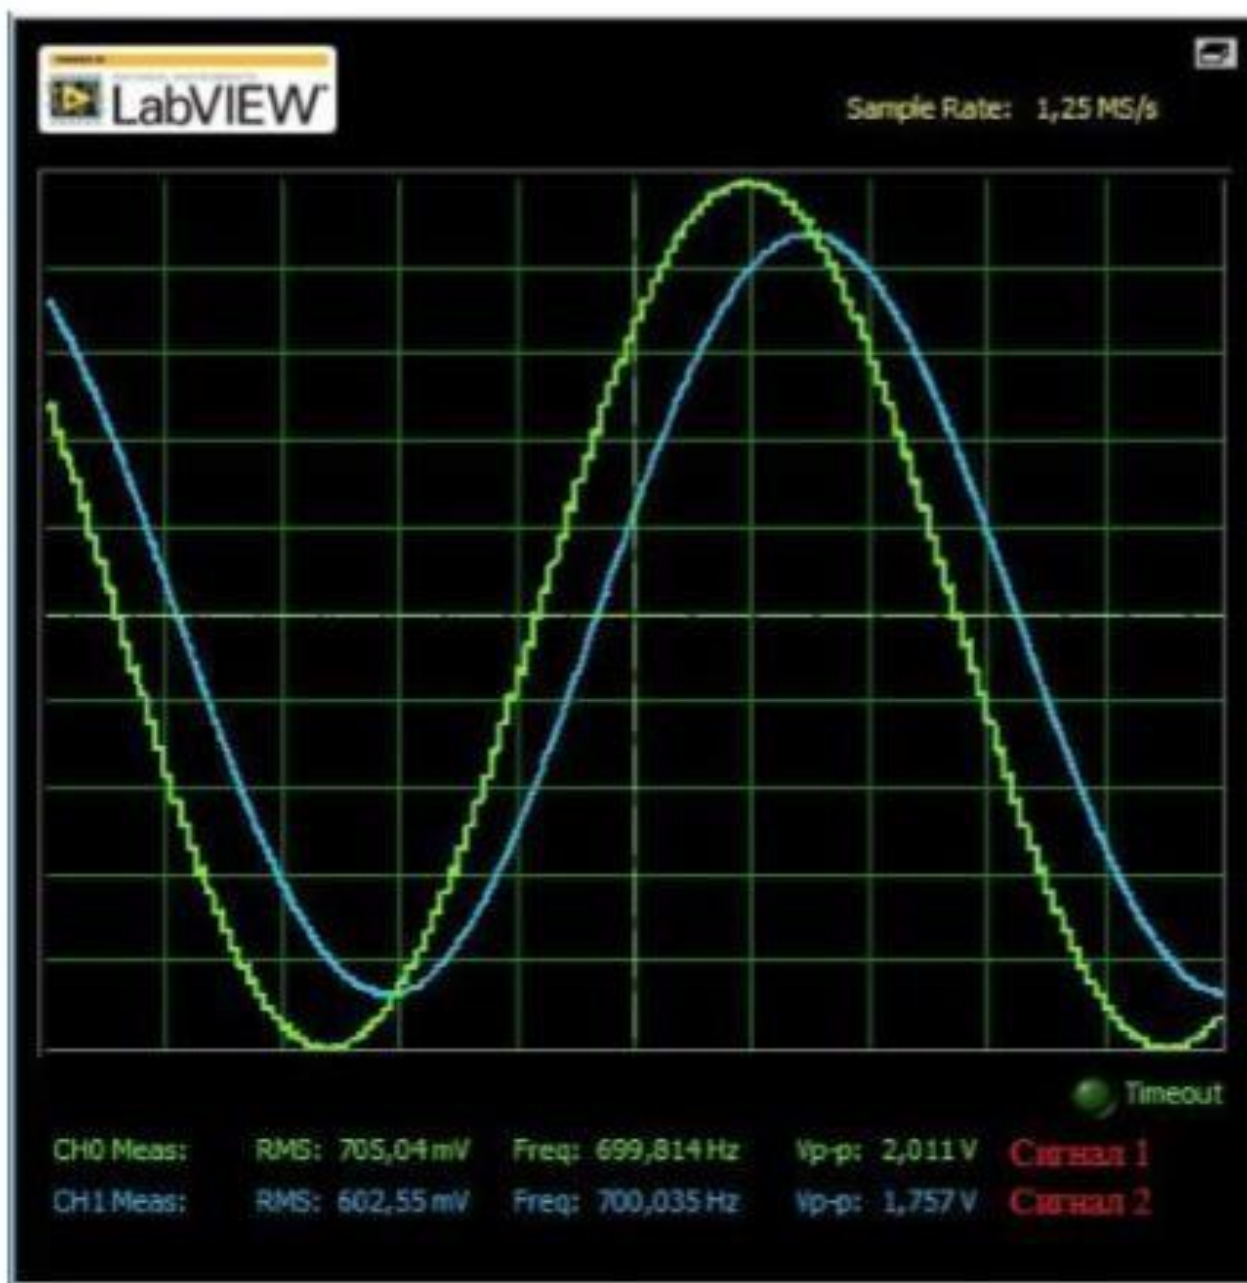 LabVIEW
Sample Rate: 1,25 MS/s
Timeout
CH0 Meas: RMS: 705,04 mV Freq: 699,814 Hz Vp-p: 2,011 V Сигнал 1
CH1 Meas: RMS: 602,55 mV Freq: 700,035 Hz Vp-p: 1,757 V Сигнал 2